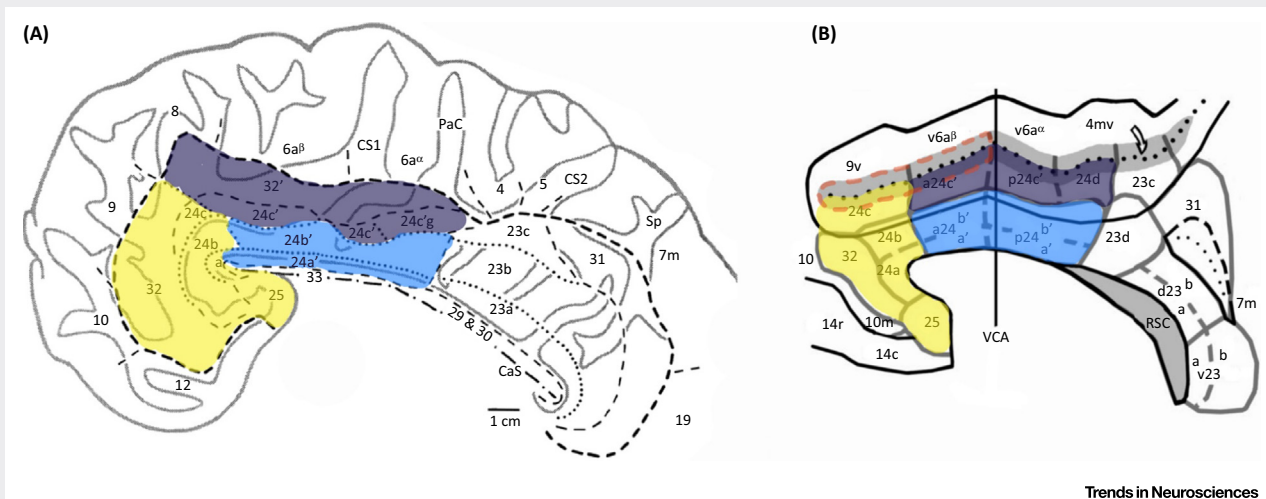 (A)
8
6aᵝ
CS1
6aᵅ
PaC
4
5
CS2
9
32′
24c
24c′
24c′
24c′g
23c
Sp
31
7m
24b
24b′
a
24a′
33
23b
23a
32
25
10
29 & 30
CaS
12
1 cm
19
(B)
9v
v6aᵝ
v6aᵅ
4mv
24c
a24c′
p24c′
24d
23c
31
24b
a24
b′
a′
p24
b′
a′
23d
10
32
24a
d23
b
a
7m
14r
10m
25
VCA
RSC
14c
a
v23
b
Trends in Neurosciences